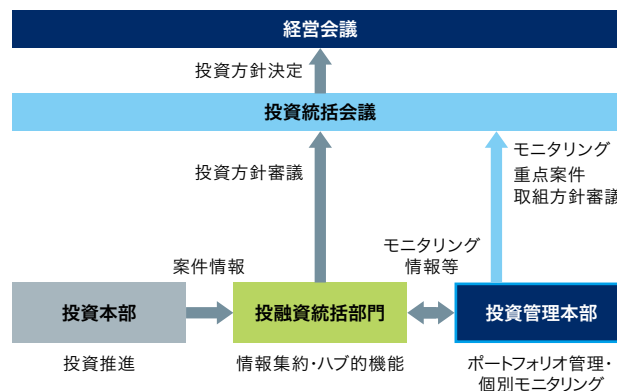 経営会議
投資方針決定
投資統括会議
投資方針審議
モニタリング
重点案件
取組方針審議
案件情報
モニタリング
情報等
投資本部
投融資統括部門
投資管理本部
投資推進
情報集約・ハブ的機能
ポートフォリオ管理・
個別モニタリング